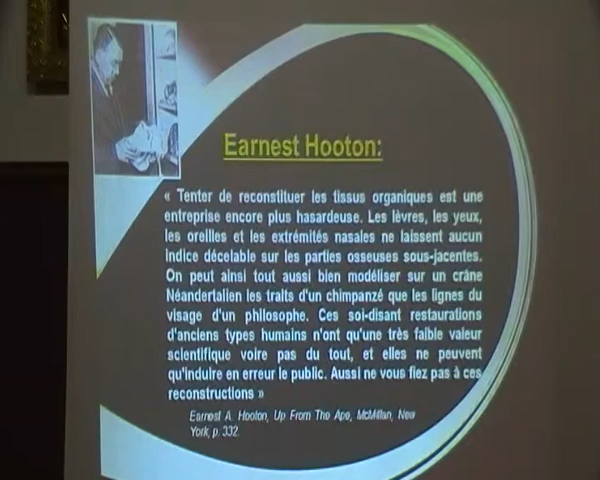 Earnest Hooton:
« Tenter de reconstituer les tissus organiques est une
entreprise encore plus hasardeuse. Les lèvres, les yeux,
les oreilles et les extrémités nasales ne laissent aucun
indice décelable sur les parties osseuses sous-jacentes.
On peut ainsi tout aussi bien modéliser sur un crâne
Néandertalien les traits d'un chimpanzé que les lignes du
visage d'un philosophe. Ces soi-disant restaurations
d'anciens types humains n'ont qu'une très faible valeur
scientifique voire pas du tout, et elles ne peuvent
qu'induire en erreur le public. Aussi ne vous fiez pas à ces
reconstructions »
Earnest A. Hooton, Up From The Ape, McMillan, New
York, p. 332.